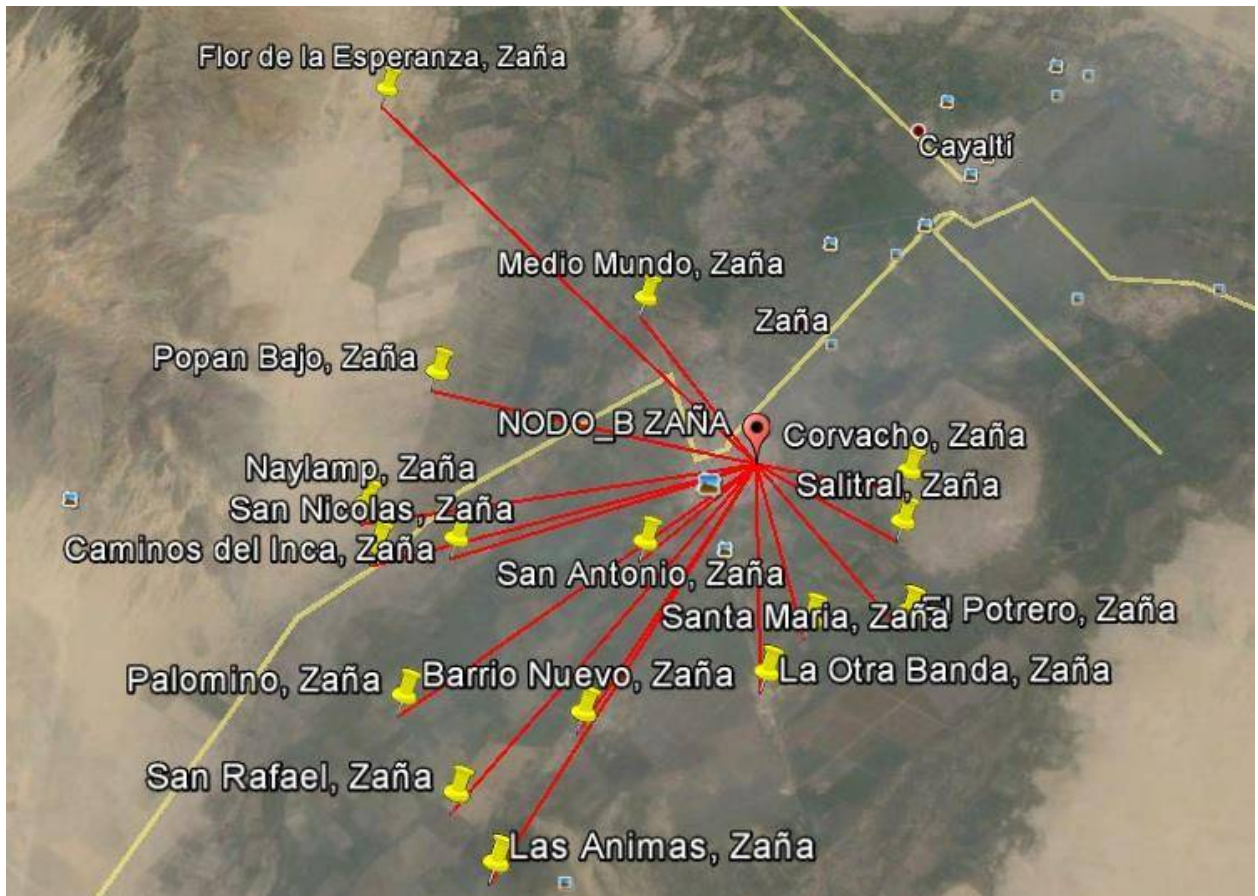 Flor de la Esperanza, Zaña
Cayaltí
Medio Mundo, Zaña
Zaña
Popan Bajo, Zaña
NODO_B ZAÑA
Corvacho, Zaña
Naylamp, Zaña
Salitral, Zaña
San Nicolas, Zaña
Caminos del Inca, Zaña
San Antonio, Zaña
Santa Maria, Zaña
El Potrero, Zaña
La Otra Banda, Zaña
Barrio Nuevo, Zaña
Palomino, Zaña
San Rafael, Zaña
Las Animas, Zaña